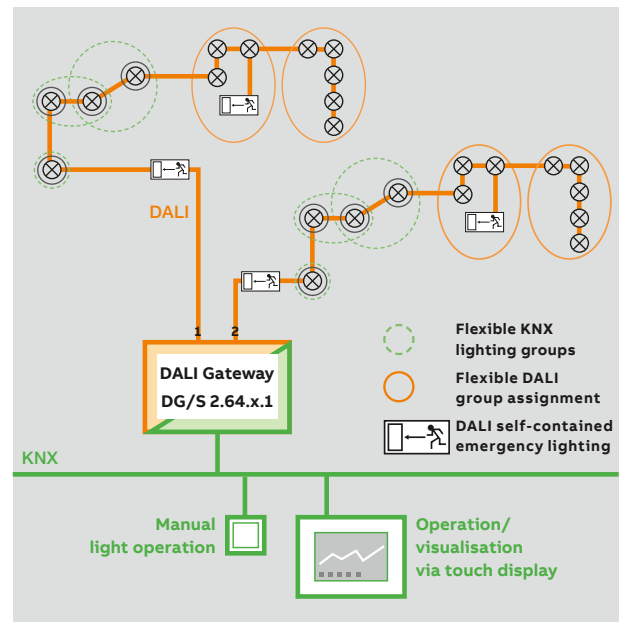 DALI
1 2
DALI Gateway
DG/S 2.64.x.1
Flexible KNX
lighting groups
Flexible DALI
group assignment
DALI self-contained
emergency lighting
KNX
Manual
light operation
Operation/
visualisation
via touch display